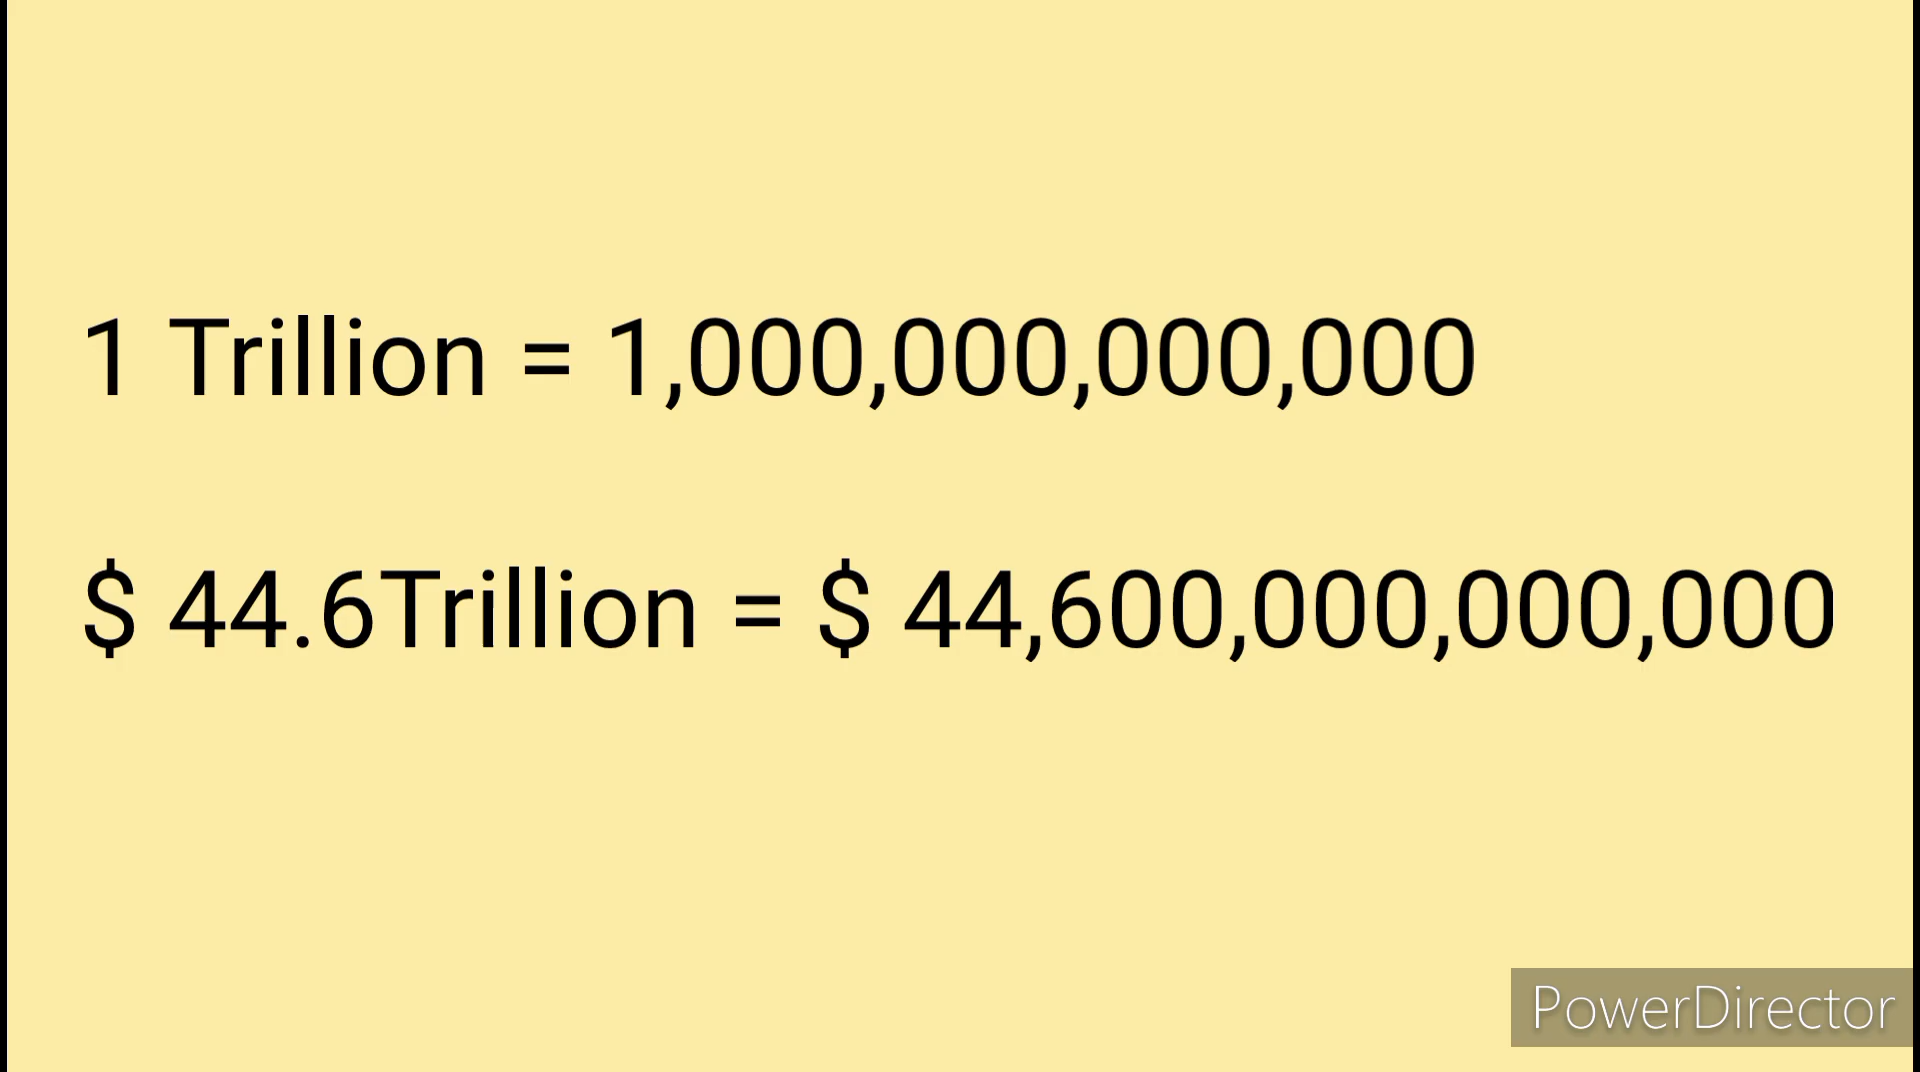 1 Trillion = 1,000,000,000,000
$ 44.6Trillion = $ 44,600,000,000,000
PowerDirector